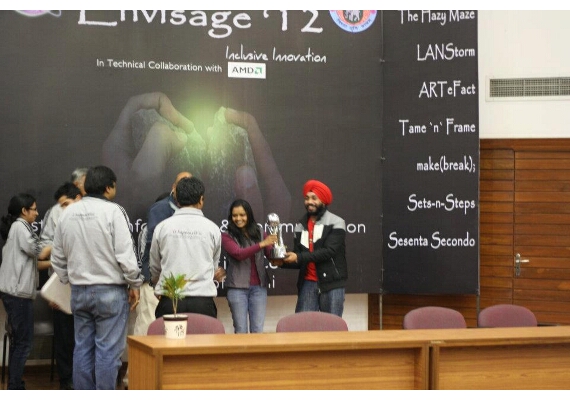 Envisage '12
Inclusive Innovation
In Technical Collaboration with
AMD
The Hazy Maze
LANStorm
ARTeFact
Tame `n` Frame
make(break);
Sets-n-Steps
Sesenta Secondo